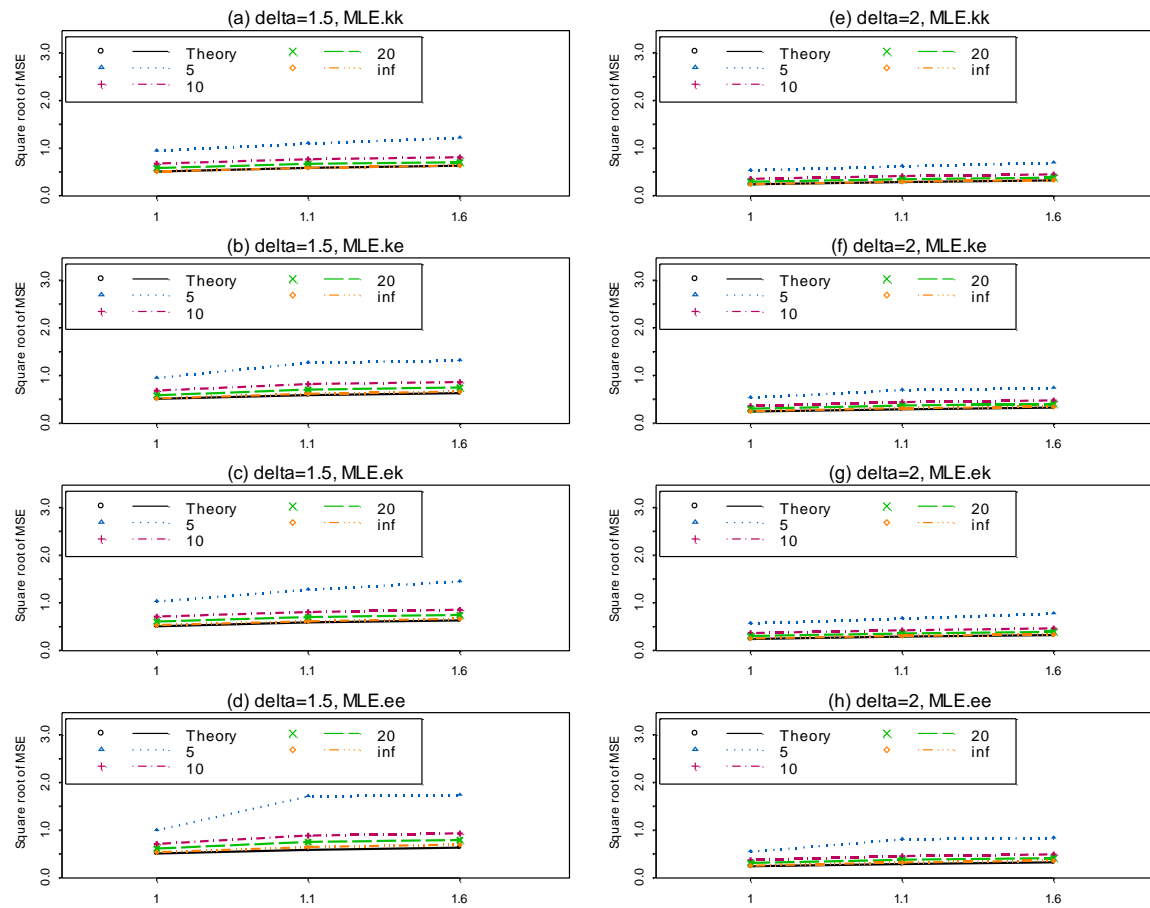 (a) delta=1.5, MLE.kk
Square root of MSE
0.0 1.0 2.0 3.0
Theory 20
5 inf
10
1 1.1 1.6
(e) delta=2, MLE.kk
Square root of MSE
0.0 1.0 2.0 3.0
Theory 20
5 inf
10
1 1.1 1.6
(b) delta=1.5, MLE.ke
Square root of MSE
0.0 1.0 2.0 3.0
Theory 20
5 inf
10
1 1.1 1.6
(f) delta=2, MLE.ke
Square root of MSE
0.0 1.0 2.0 3.0
Theory 20
5 inf
10
1 1.1 1.6
(c) delta=1.5, MLE.ek
Square root of MSE
0.0 1.0 2.0 3.0
Theory 20
5 inf
10
1 1.1 1.6
(g) delta=2, MLE.ek
Square root of MSE
0.0 1.0 2.0 3.0
Theory 20
5 inf
10
1 1.1 1.6
(d) delta=1.5, MLE.ee
Square root of MSE
0.0 1.0 2.0 3.0
Theory 20
5 inf
10
1 1.1 1.6
(h) delta=2, MLE.ee
Square root of MSE
0.0 1.0 2.0 3.0
Theory 20
5 inf
10
1 1.1 1.6